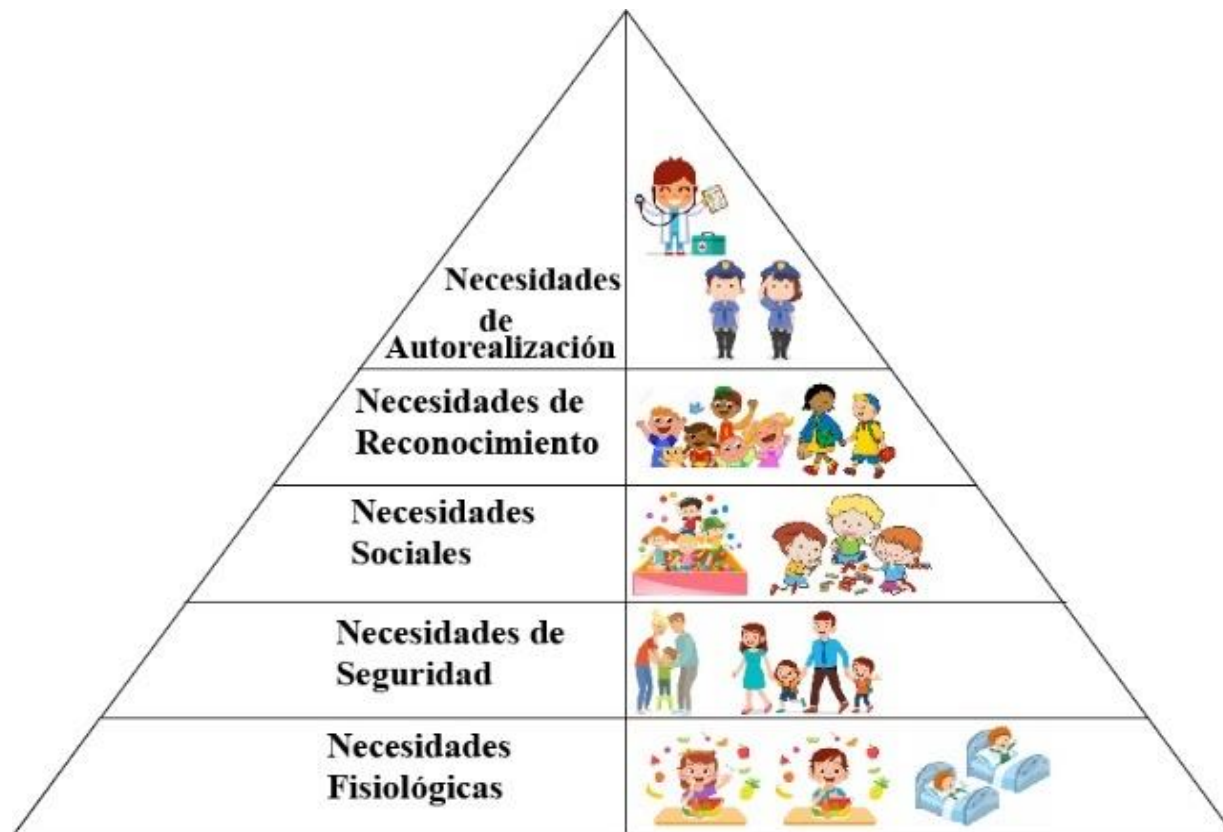 Necesidades
de
Autorealización
Necesidades de
Reconocimiento
Necesidades
Sociales
Necesidades de
Seguridad
Necesidades
Fisiológicas